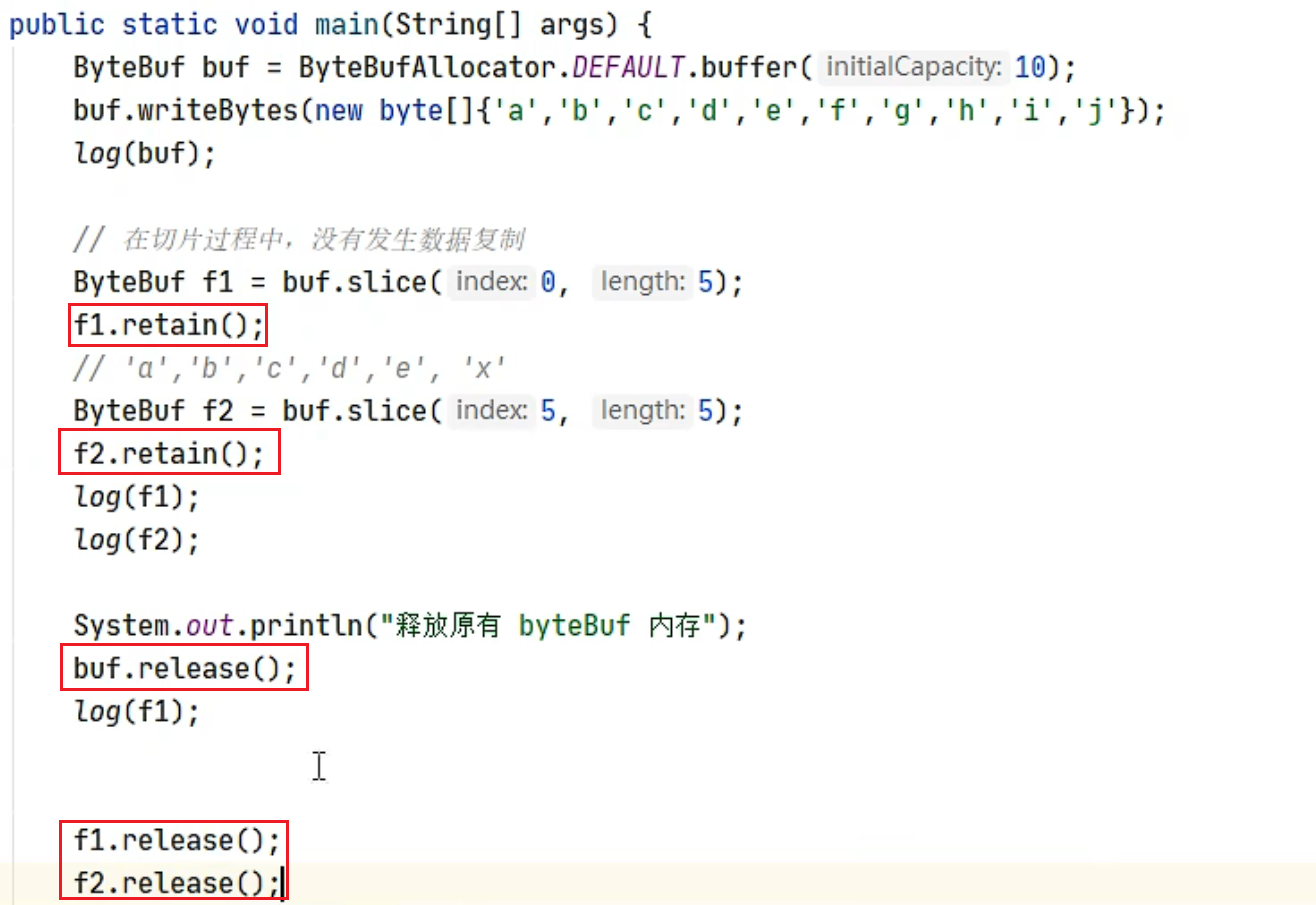 public static void main(String[] args) {
ByteBuf buf = ByteBufAllocator.DEFAULT.buffer( initialCapacity: 10);
buf.writeBytes(new byte[]{'a','b','c','d','e','f','g','h','i','j'});
log(buf);
// 在切片过程中，没有发生数据复制
ByteBuf f1 = buf.slice( index: 0, length: 5);
f1.retain();
// 'a','b','c','d','e', 'x'
ByteBuf f2 = buf.slice( index: 5, length: 5);
f2.retain();
log(f1);
log(f2);
System.out.println("释放原有 byteBuf 内存");
buf.release();
log(f1);
f1.release();
f2.release();